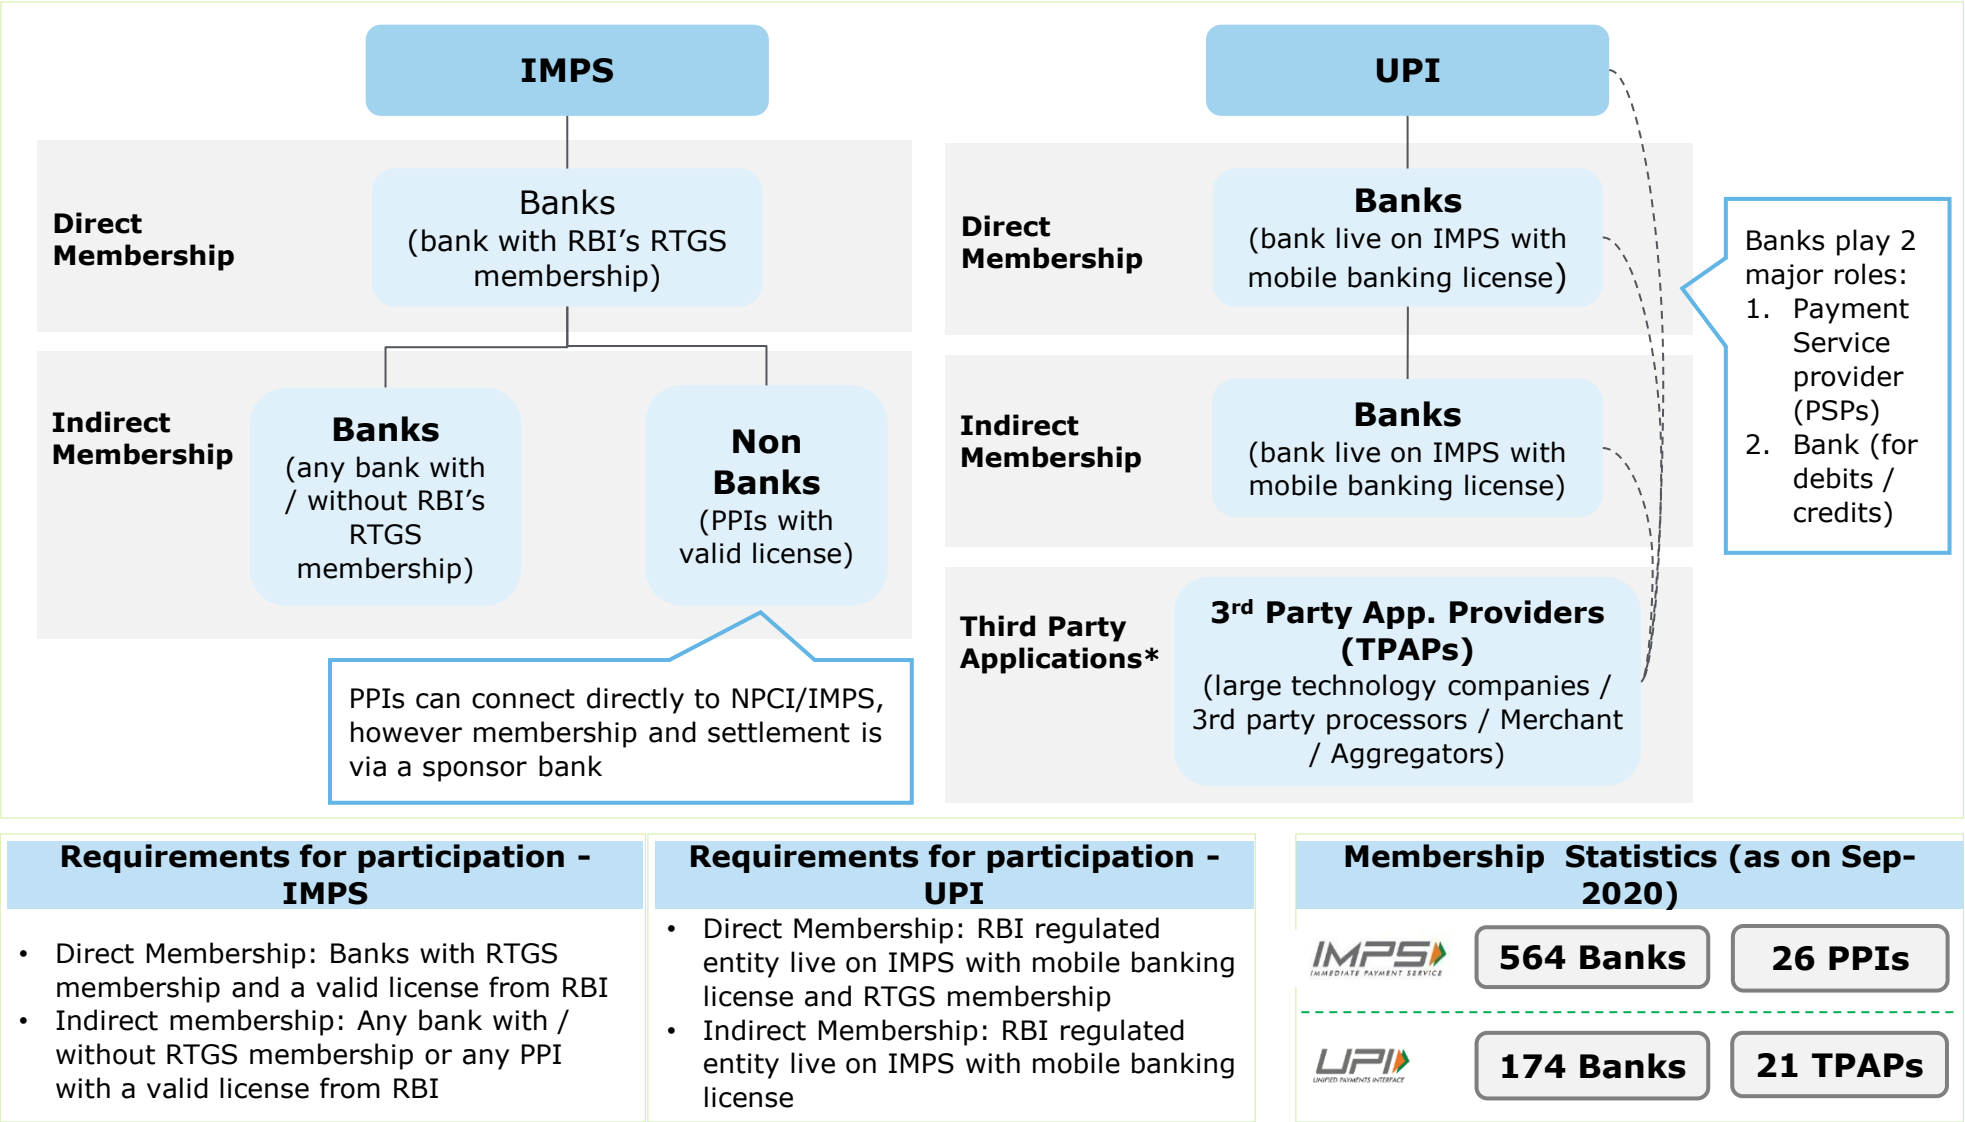 IMPS
Direct
Membership
Banks
(bank with RBI’s RTGS
membership)
Indirect
Membership
Banks
(any bank with
/ without RBI’s
RTGS
membership)
Non
Banks
(PPIs with
valid license)
PPIs can connect directly to NPCI/IMPS,
however membership and settlement is
via a sponsor bank
UPI
Direct
Membership
Banks
(bank live on IMPS with
mobile banking license)
Indirect
Membership
Banks
(bank live on IMPS with
mobile banking license)
Third Party
Applications*
3rd Party App. Providers
(TPAPs)
(large technology companies /
3rd party processors / Merchant
/ Aggregators)
Banks play 2
major roles:
1. Payment
Service
provider
(PSPs)
2. Bank (for
debits /
credits)
Requirements for participation -
IMPS
• Direct Membership: Banks with RTGS
membership and a valid license from RBI
• Indirect membership: Any bank with /
without RTGS membership or any PPI
with a valid license from RBI
Requirements for participation -
UPI
• Direct Membership: RBI regulated
entity live on IMPS with mobile banking
license and RTGS membership
• Indirect Membership: RBI regulated
entity live on IMPS with mobile banking
license
Membership Statistics (as on Sep-
2020)
IMPS
IMMEDIATE PAYMENT SERVICE
564 Banks
26 PPIs
UPI
UNIFIED PAYMENTS INTERFACE
174 Banks
21 TPAPs